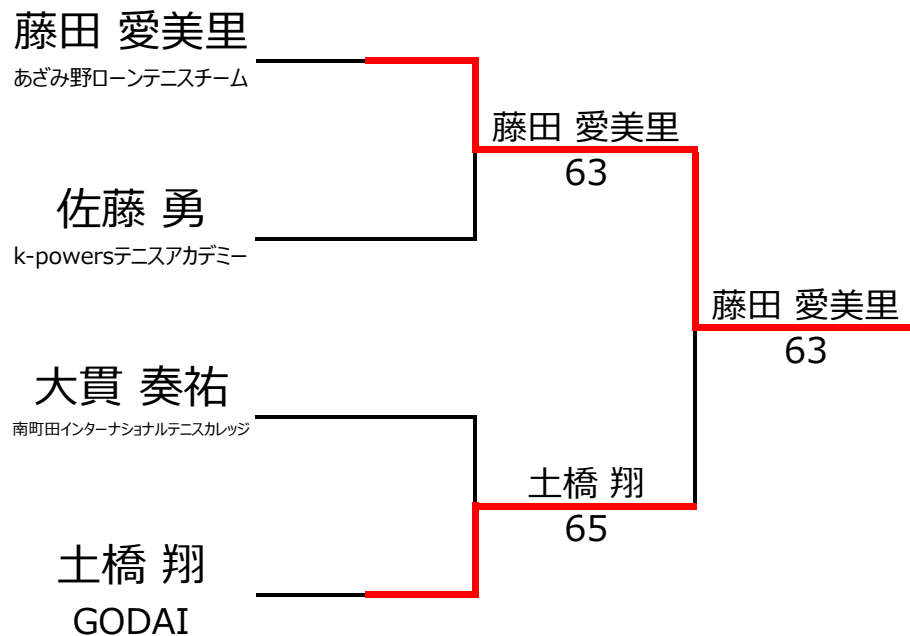 藤田 愛美里
あざみ野ローンテニスチーム
藤田 愛美里
63
佐藤 勇
k-powersテニスアカデミー
藤田 愛美里
63
大貫 奏祐
南町田インターナショナルテニスカレッジ
土橋 翔
65
土橋 翔
GODAI